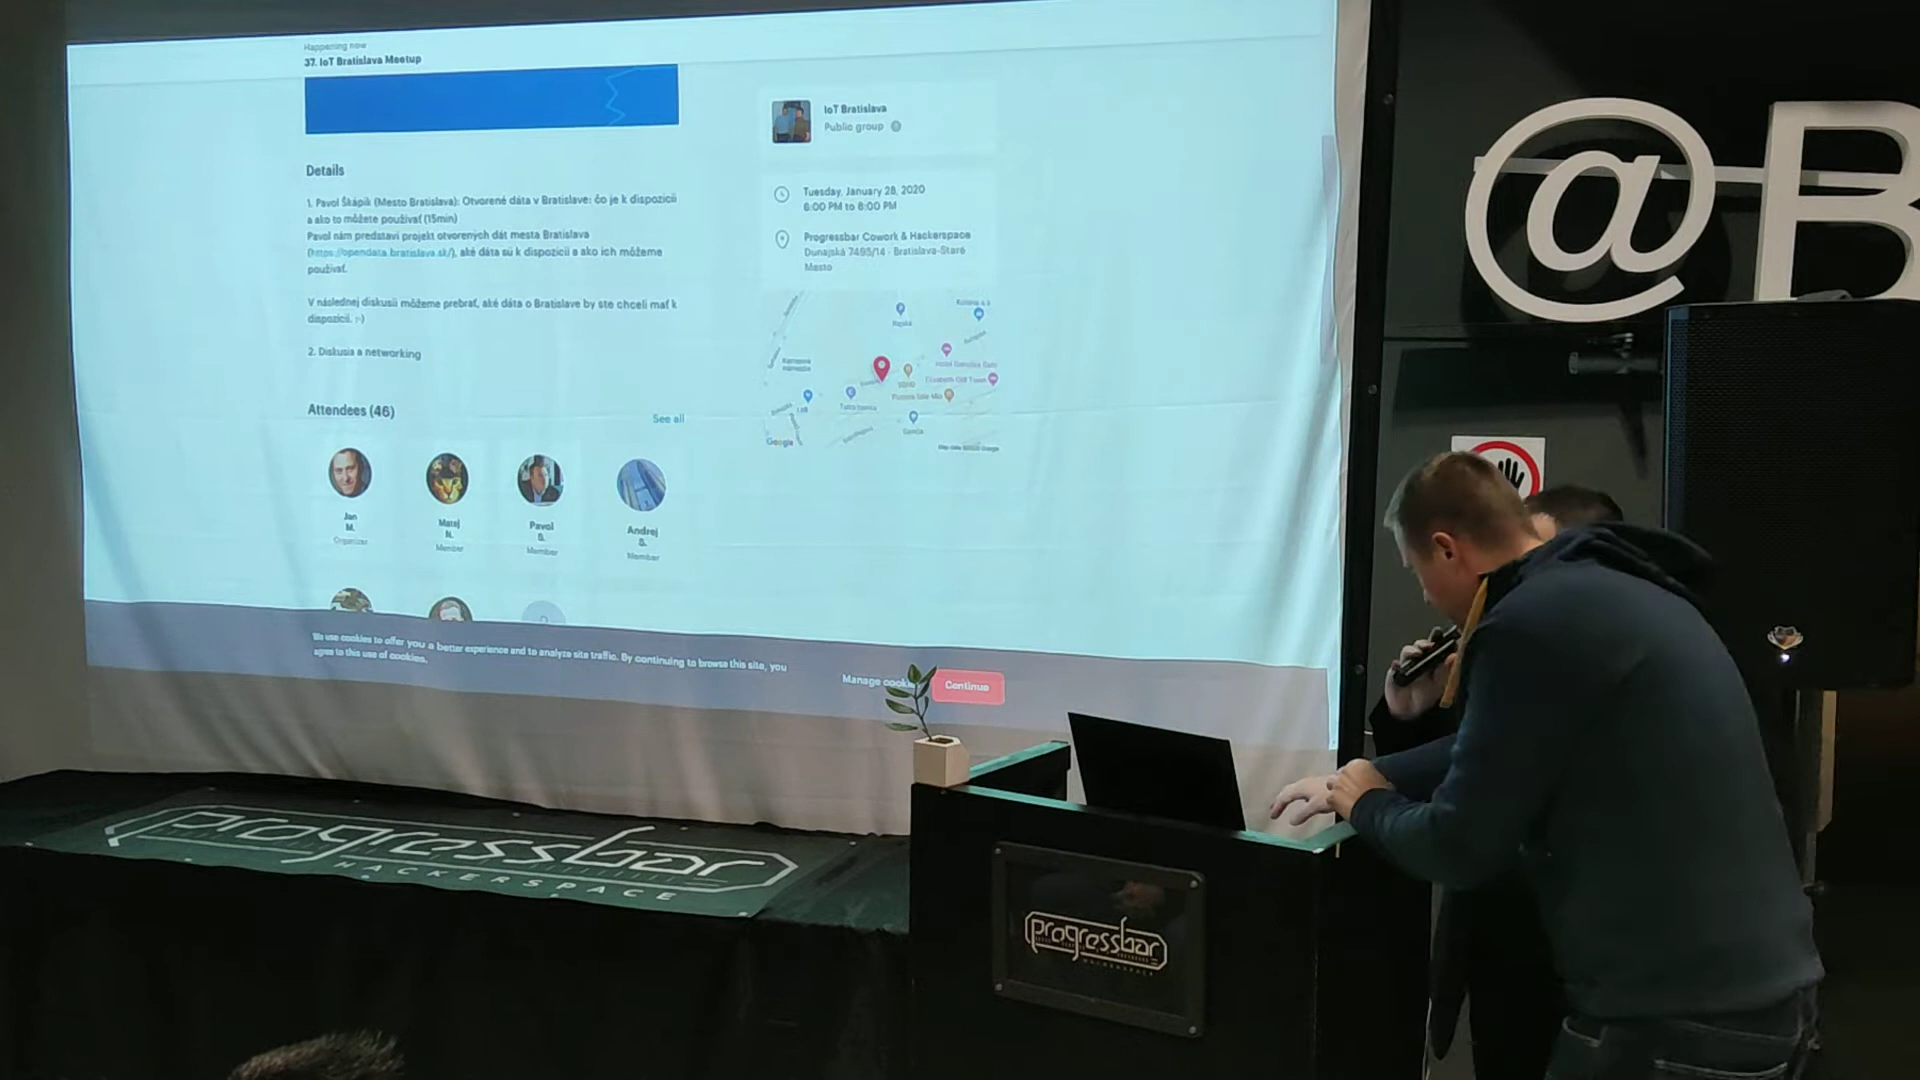 Happening now
37. IoT Bratislava Meetup
Details
1. Pavol Škápik (Mesto Bratislava): Otvorené dáta v Bratislave: čo je k dispozícii
a ako to môžete používať (15min)
Pavol nám predstaví projekt otvorených dát mesta Bratislava
(https://opendata.bratislava.sk/), aké dáta sú k dispozícii a ako ich môžeme
používať.
V následnej diskusii môžeme prebrať, aké dáta o Bratislave by ste chceli mať k
dispozícii. :-)
2. Diskusia a networking
Attendees (46)
See all
Jan
M.
Organizer
Matej
N.
Member
Pavol
Member
Andrej
Member
IoT Bratislava
Public group
Tuesday, January 28, 2020
6:00 PM to 8:00 PM
Progressbar Cowork & Hackerspace
Dunajská 7495/14 · Bratislava-Staré
Mesto
Google
We use cookies to offer you a better experience and to analyze site traffic. By continuing to browse this site, you
agree to this use of cookies.
Manage cooki
Continue
@B
progressbar
HACKERSPACE
progressbar
HACKERSPACE